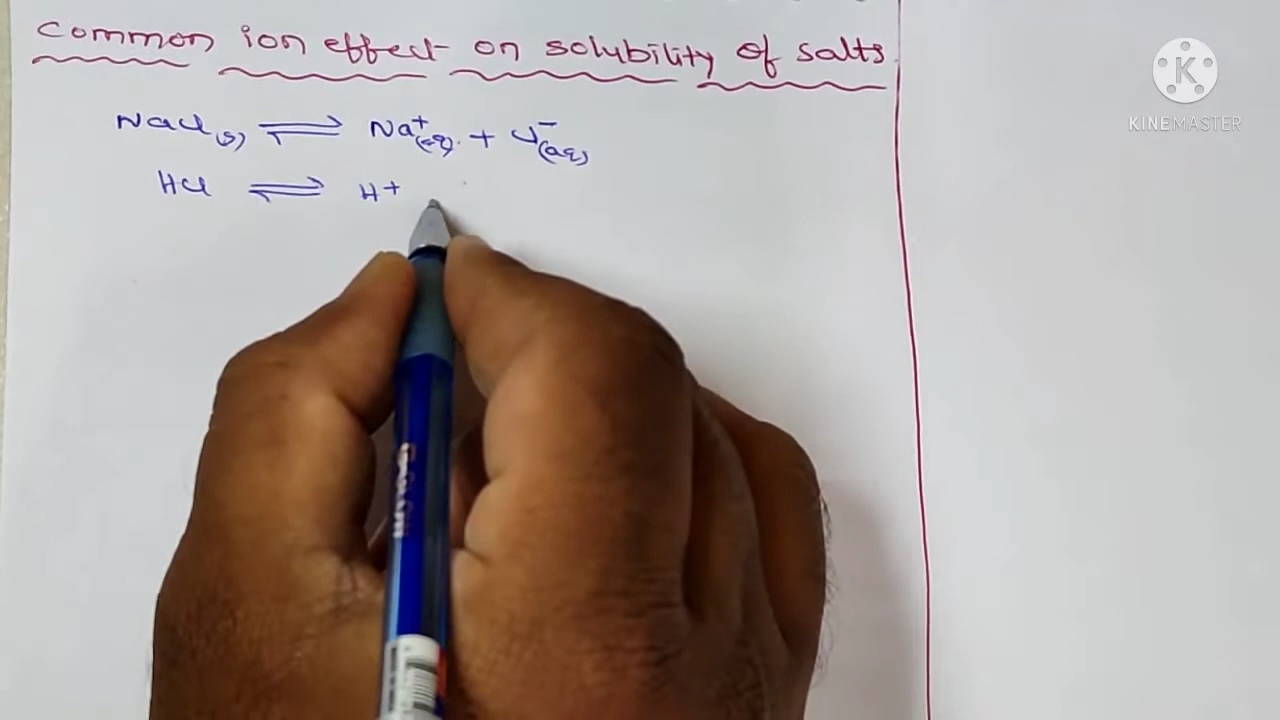 Common ion effect on solubility of salts
NaCl(s) ⇌ Na⁺(aq) + Cl⁻(aq)
HCl ⇌ H⁺
KINEMASTER